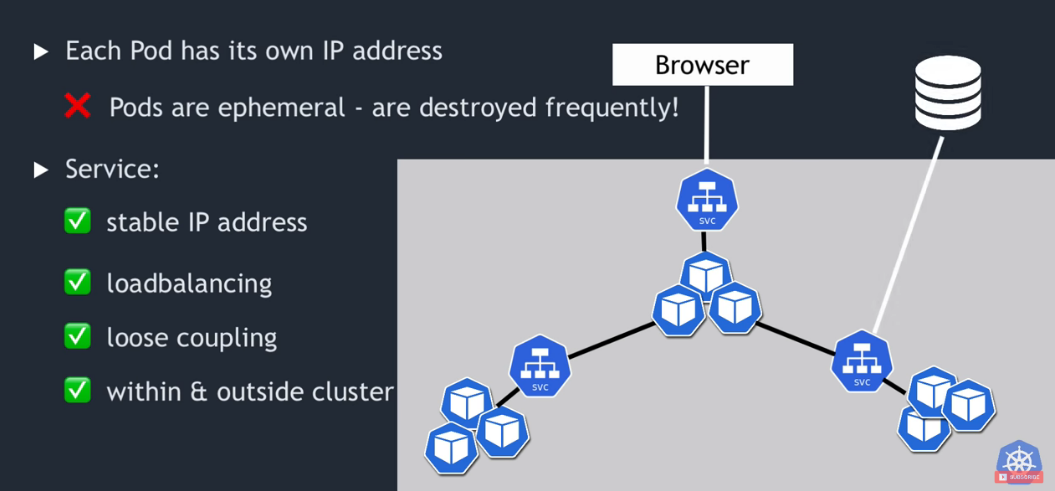 Each Pod has its own IP address
Pods are ephemeral - are destroyed frequently!
Service:
stable IP address
loadbalancing
loose coupling
within & outside cluster
Browser
svc
svc
svc